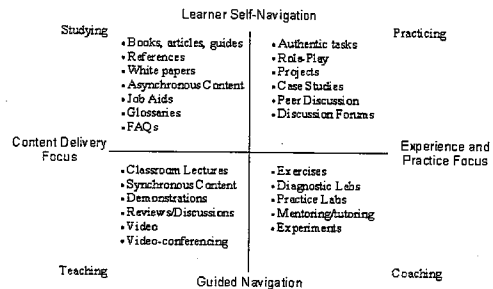 Learner Self-Navigation
Studying
Practicing
• Books, articles, guides
• References
• White papers
• Asynchronous Content
• Job Aids
• Glossaries
• FAQs
• Authentic tasks
• Role-Play
• Projects
• Case Studies
• Peer Discussion
• Discussion Forums
Content Delivery
Focus
Experience and
Practice Focus
• Classroom Lectures
• Synchronous Content
• Demonstrations
• Reviews/Discussions
• Video
• Video-conferencing
• Exercises
• Diagnostic Labs
• Practice Labs
• Mentoring/tutoring
• Experiments
Teaching
Coaching
Guided Navigation